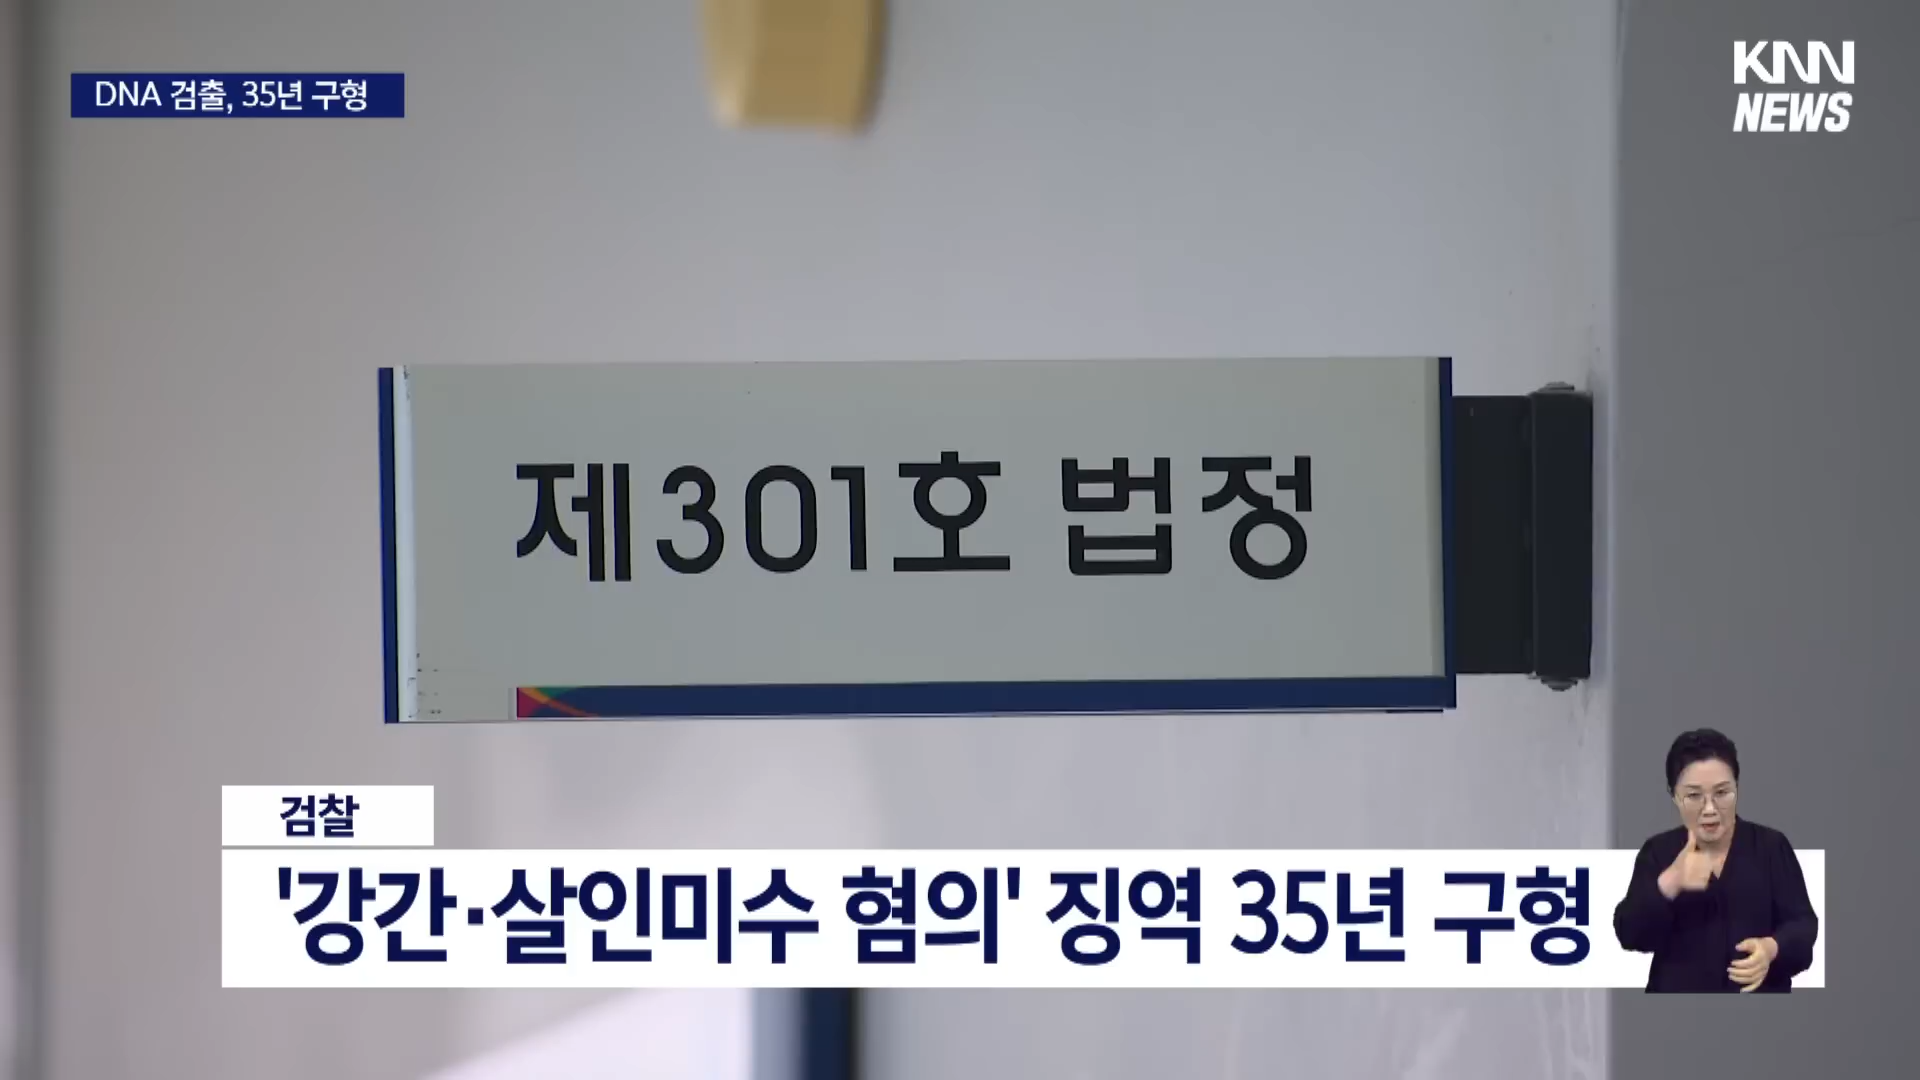 DNA 검출, 35년 구형
KNN
NEWS
제301호 법정
검찰
'강간·살인미수 혐의' 징역 35년 구형